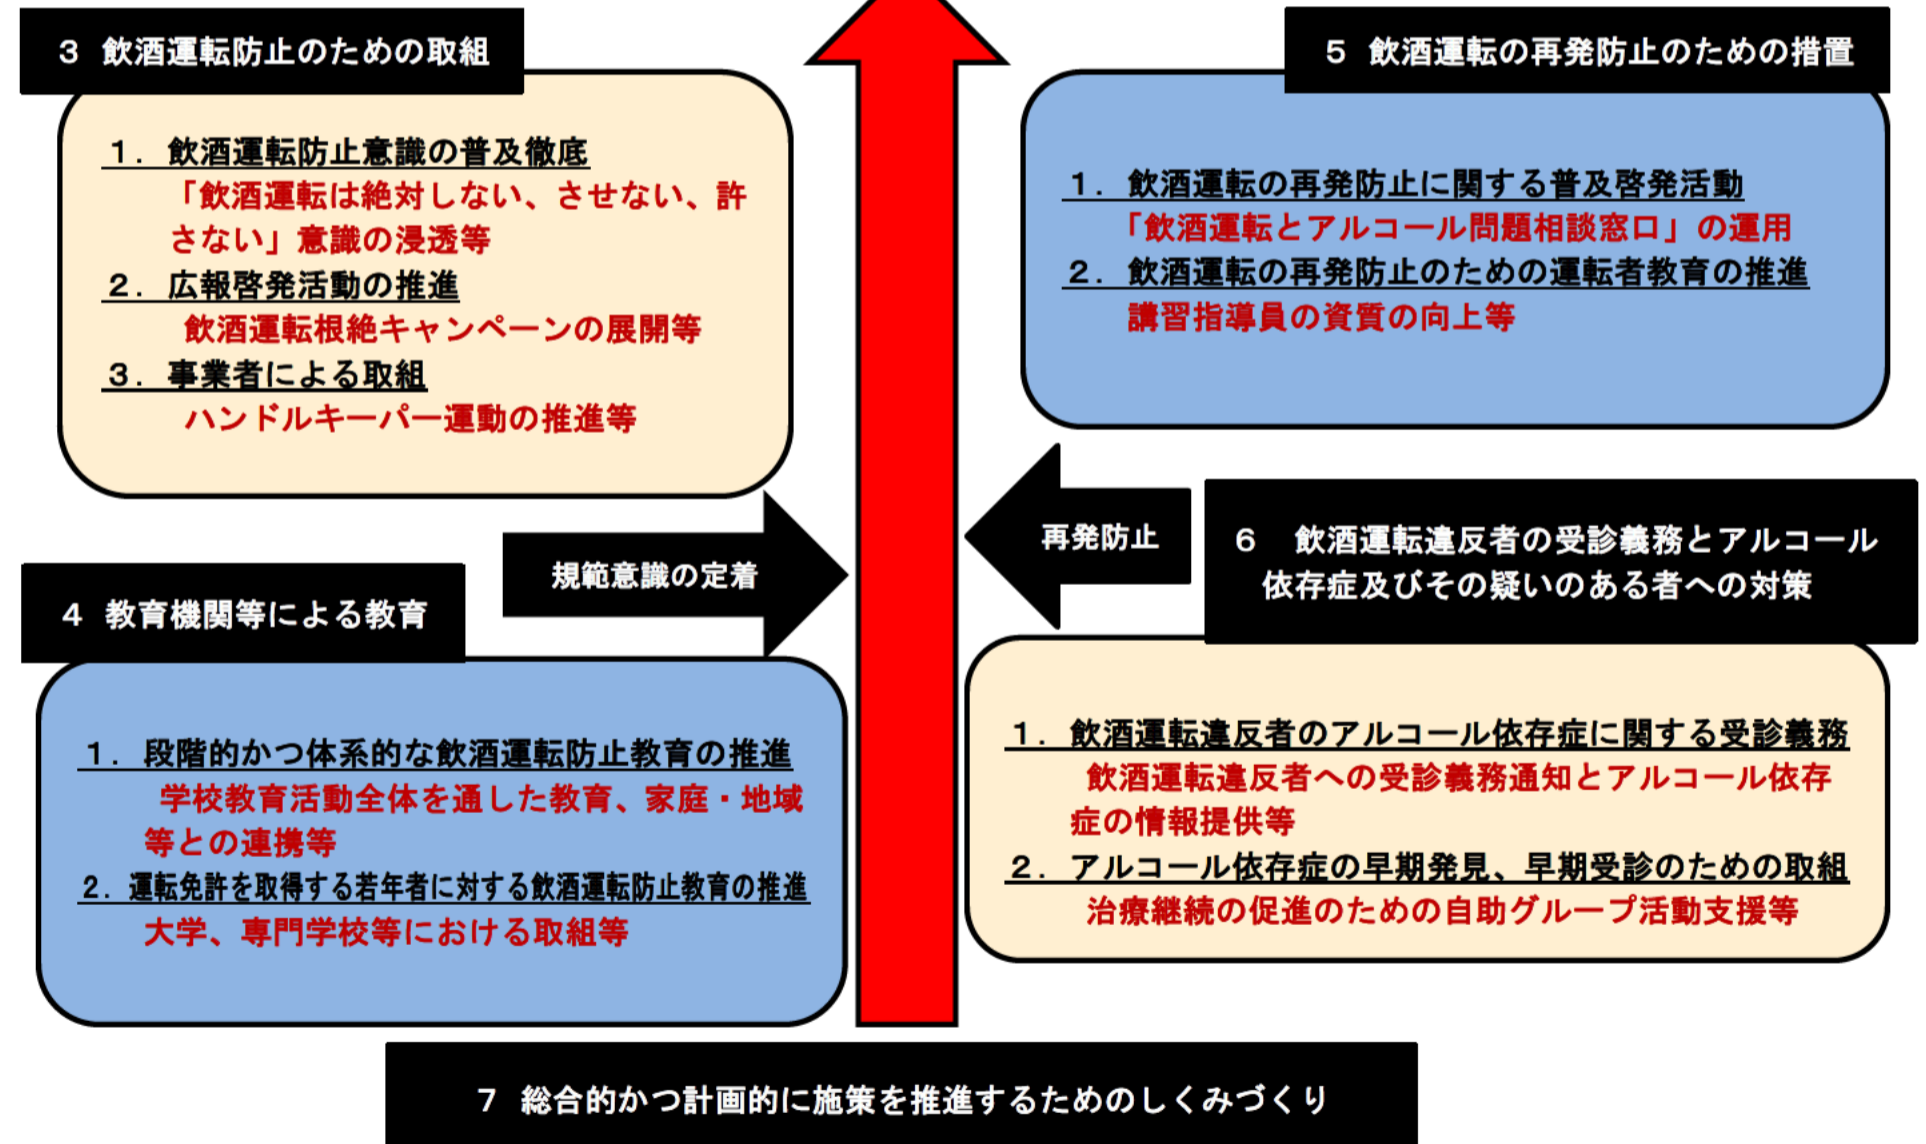 ３ 飲酒運転防止のための取組
１．飲酒運転防止意識の普及徹底
「飲酒運転は絶対しない、させない、許
さない」意識の浸透等
２．広報啓発活動の推進
飲酒運転根絶キャンペーンの展開等
３．事業者による取組
ハンドルキーパー運動の推進等
規範意識の定着
４ 教育機関等による教育
１．段階的かつ体系的な飲酒運転防止教育の推進
学校教育活動全体を通した教育、家庭・地域
等との連携等
２．運転免許を取得する若年者に対する飲酒運転防止教育の推進
大学、専門学校等における取組等
５ 飲酒運転の再発防止のための措置
１．飲酒運転の再発防止に関する普及啓発活動
「飲酒運転とアルコール問題相談窓口」の運用
２．飲酒運転の再発防止のための運転者教育の推進
講習指導員の資質の向上等
再発防止
６　飲酒運転違反者の受診義務とアルコール
依存症及びその疑いのある者への対策
１．飲酒運転違反者のアルコール依存症に関する受診義務
飲酒運転違反者への受診義務通知とアルコール依存
症の情報提供等
２．アルコール依存症の早期発見、早期受診のための取組
治療継続の促進のための自助グループ活動支援等
７ 総合的かつ計画的に施策を推進するためのしくみづくり